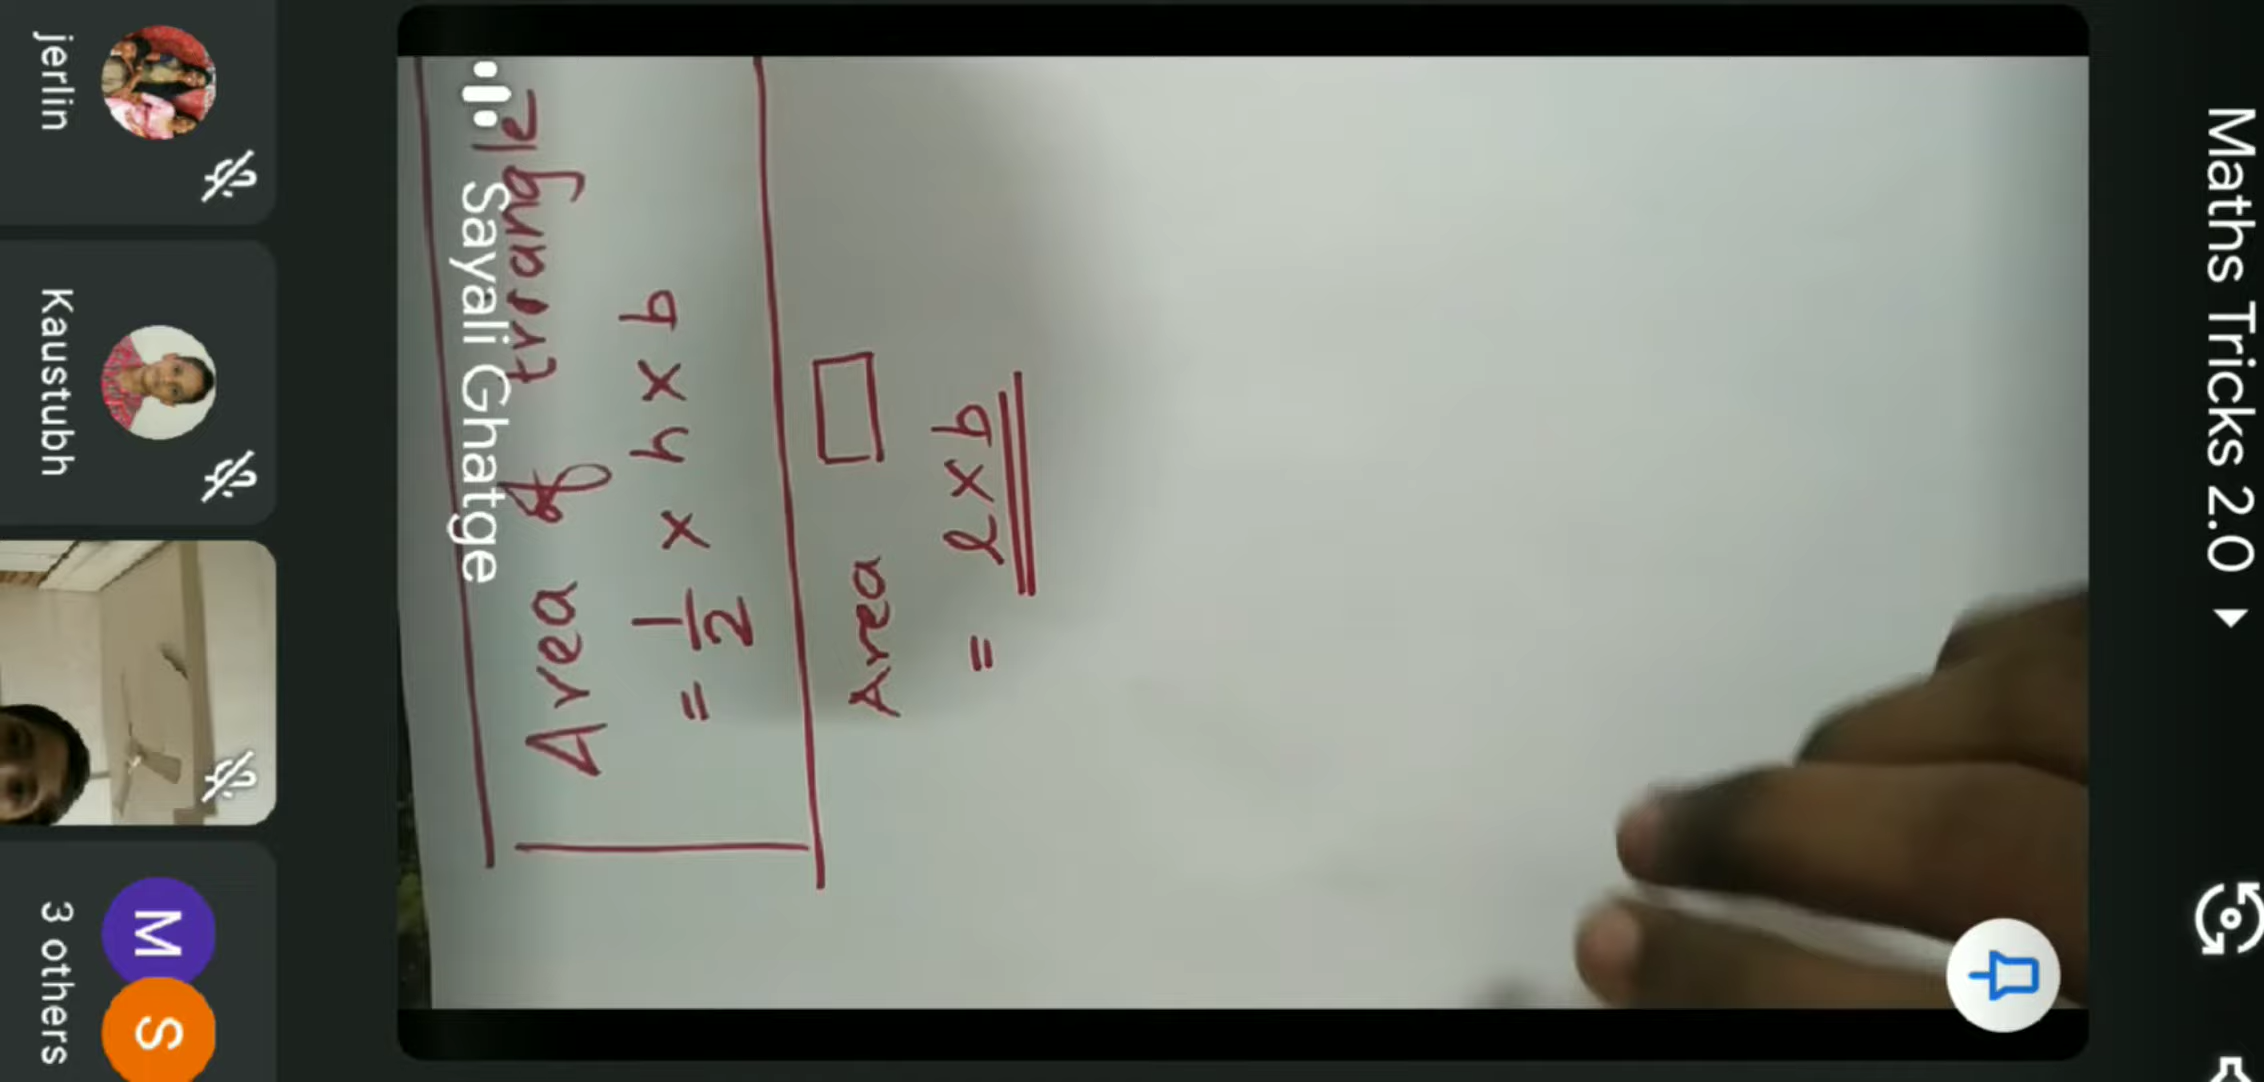 Maths Tricks 2.0
Sayali Ghatge
Area of triangle
= 1/2 × h × b
Area
= l × b
jerlin
Kaustubh
M
S
3 others